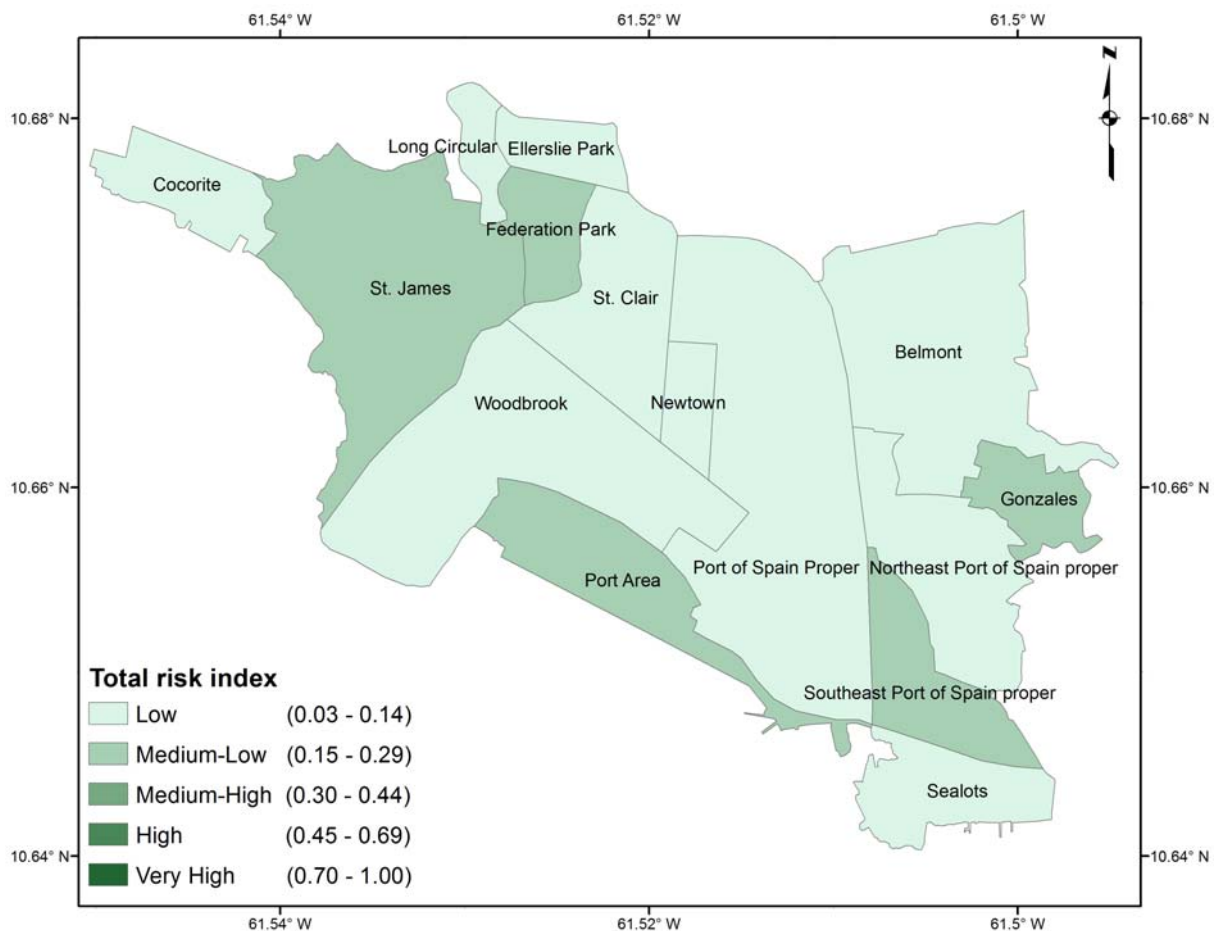 61.54° W 61.52° W 61.5° W
N
10.68° N 10.68° N
Long Circular
Ellerslie Park
Cocorite
Federation Park
St. James
St. Clair
Belmont
Woodbrook
Newtown
10.66° N 10.66° N
Gonzales
Port Area
Port of Spain Proper
Northeast Port of Spain proper
Southeast Port of Spain proper
Sealots
Total risk index
Low (0.03 - 0.14)
Medium-Low (0.15 - 0.29)
Medium-High (0.30 - 0.44)
High (0.45 - 0.69)
Very High (0.70 - 1.00)
10.64° N 10.64° N
61.54° W 61.52° W 61.5° W